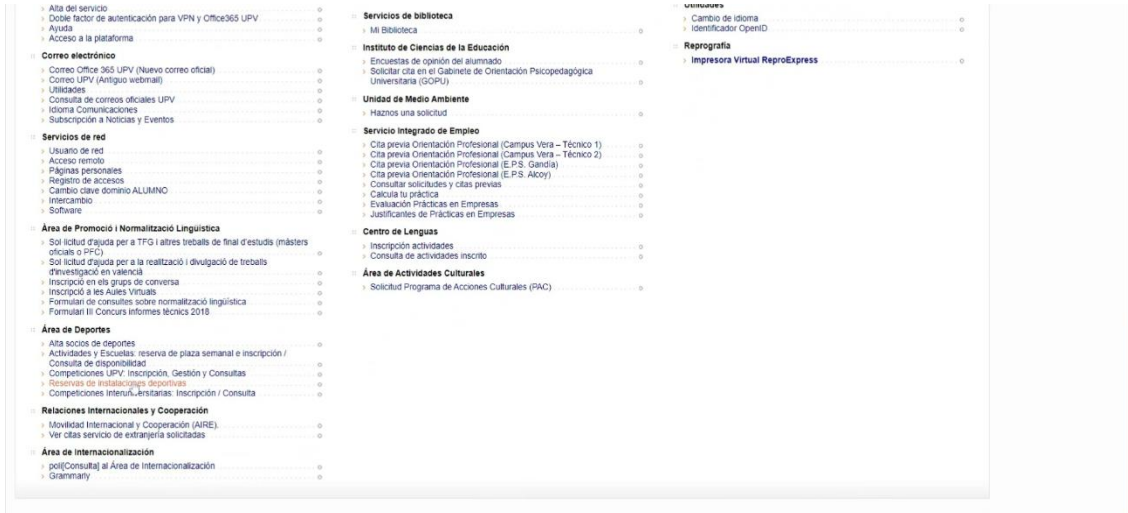 Alta del servicio
Doble factor de autenticación para VPN y Office365 UPV
Ayuda
Acceso a la plataforma
Correo electrónico
Correo Office 365 UPV (Nuevo correo oficial)
Correo UPV (Antiguo webmail)
Utilidades
Consulta de correos oficiales UPV
Idioma Comunicaciones
Subscripción a Noticias y Eventos
Servicios de red
Usuario de red
Acceso remoto
Páginas personales
Registro de accesos
Cambio clave dominio ALUMNO
Intercambio
Software
Àrea de Promoció i Normalització Lingüística
Sol·licitud d'ajuda per a TFG i altres treballs de final d'estudis (màsters
oficials o PFC)
Sol·licitud d'ajuda per a la realització i divulgació de treballs
d'investigació en valencià
Inscripció en els grups de conversa
Inscripció a les Aules Virtuals
Formulari de consultes sobre normalització lingüística
Formulari III Concurs informes tècnics 2018
Área de Deportes
Alta socios de deportes
Actividades y Escuelas: reserva de plaza semanal e inscripción /
Consulta de disponibilidad
Competiciones UPV: Inscripción, Gestión y Consultas
Reservas de instalaciones deportivas
Competiciones Interuniversitarias: Inscripción / Consulta
Relaciones Internacionales y Cooperación
Movilidad Internacional y Cooperación (AIRE).
Ver citas servicio de extranjería solicitadas
Área de Internacionalización
poli[Consulta] al Área de Internacionalización
Grammarly
Servicios de biblioteca
Mi Biblioteca
Instituto de Ciencias de la Educación
Encuestas de opinión del alumnado
Solicitar cita en el Gabinete de Orientación Psicopedagógica
Universitaria (GOPU)
Unidad de Medio Ambiente
Haznos una solicitud
Servicio Integrado de Empleo
Cita previa Orientación Profesional (Campus Vera – Técnico 1)
Cita previa Orientación Profesional (Campus Vera – Técnico 2)
Cita previa Orientación Profesional (E.P.S. Gandía)
Cita previa Orientación Profesional (E.P.S. Alcoy)
Consultar solicitudes y citas previas
Calcula tu práctica
Evaluación Prácticas en Empresas
Justificantes de Prácticas en Empresas
Centro de Lenguas
Inscripción actividades
Consulta de actividades inscrito
Área de Actividades Culturales
Solicitud Programa de Acciones Culturales (PAC)
Utilidades
Cambio de idioma
Identificador OpenID
Reprografía
Impresora Virtual ReproExpress